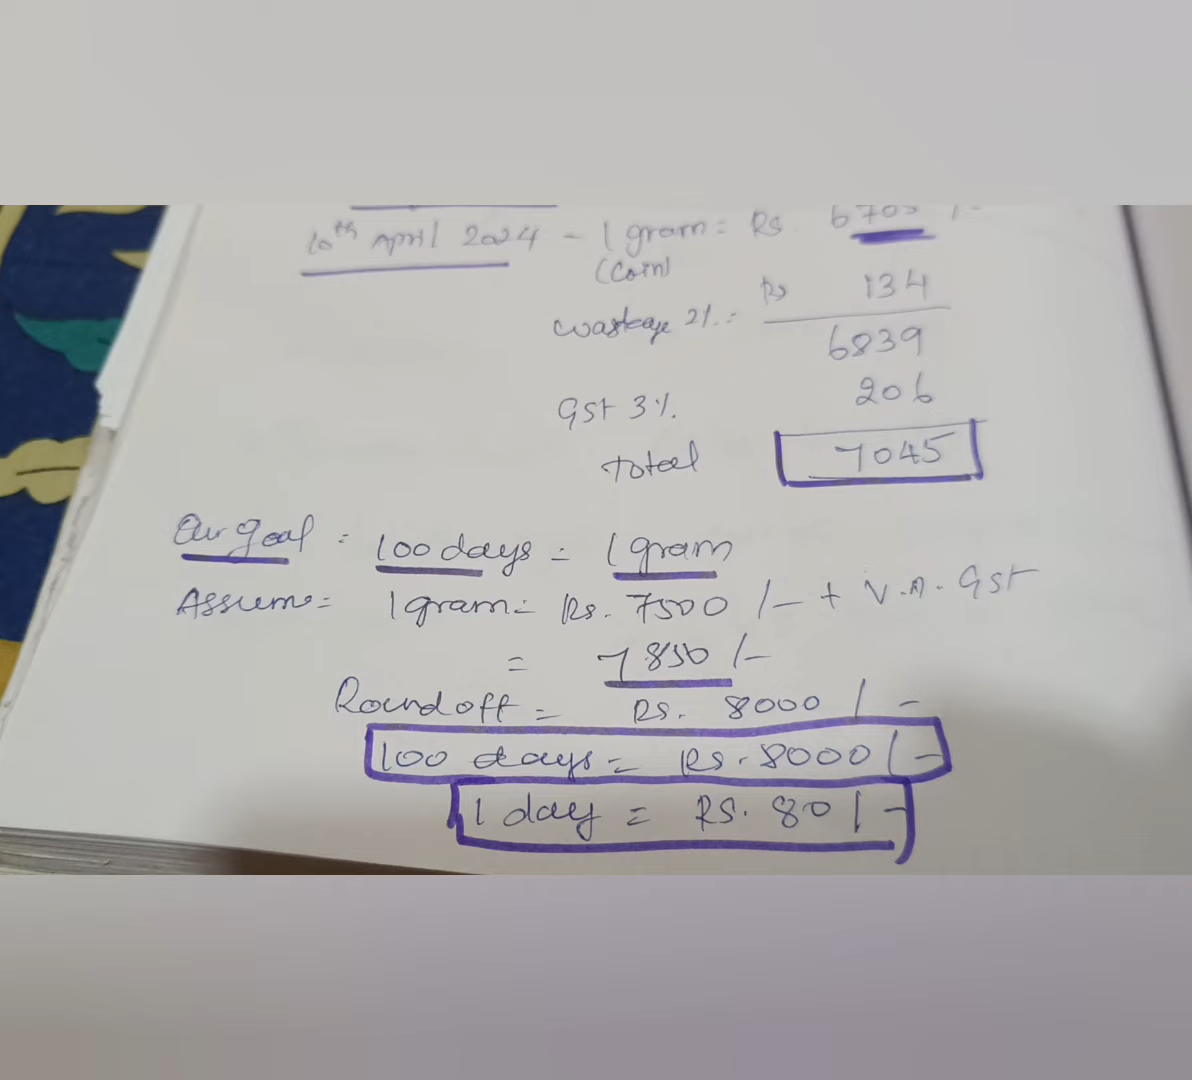 10th April 2024 - 1 gram = Rs. 6705 /-
(Coin)
Rs 134
wastage 2%. =
6839
GST 3%. 206
Total 7045
Our goal = 100 days = 1 gram
Assume = 1 gram = Rs. 7500 /- + V.A. GST
= 7850 /-
Round off = Rs. 8000 /-
100 days = Rs. 8000 /-
1 day = Rs. 80 /-